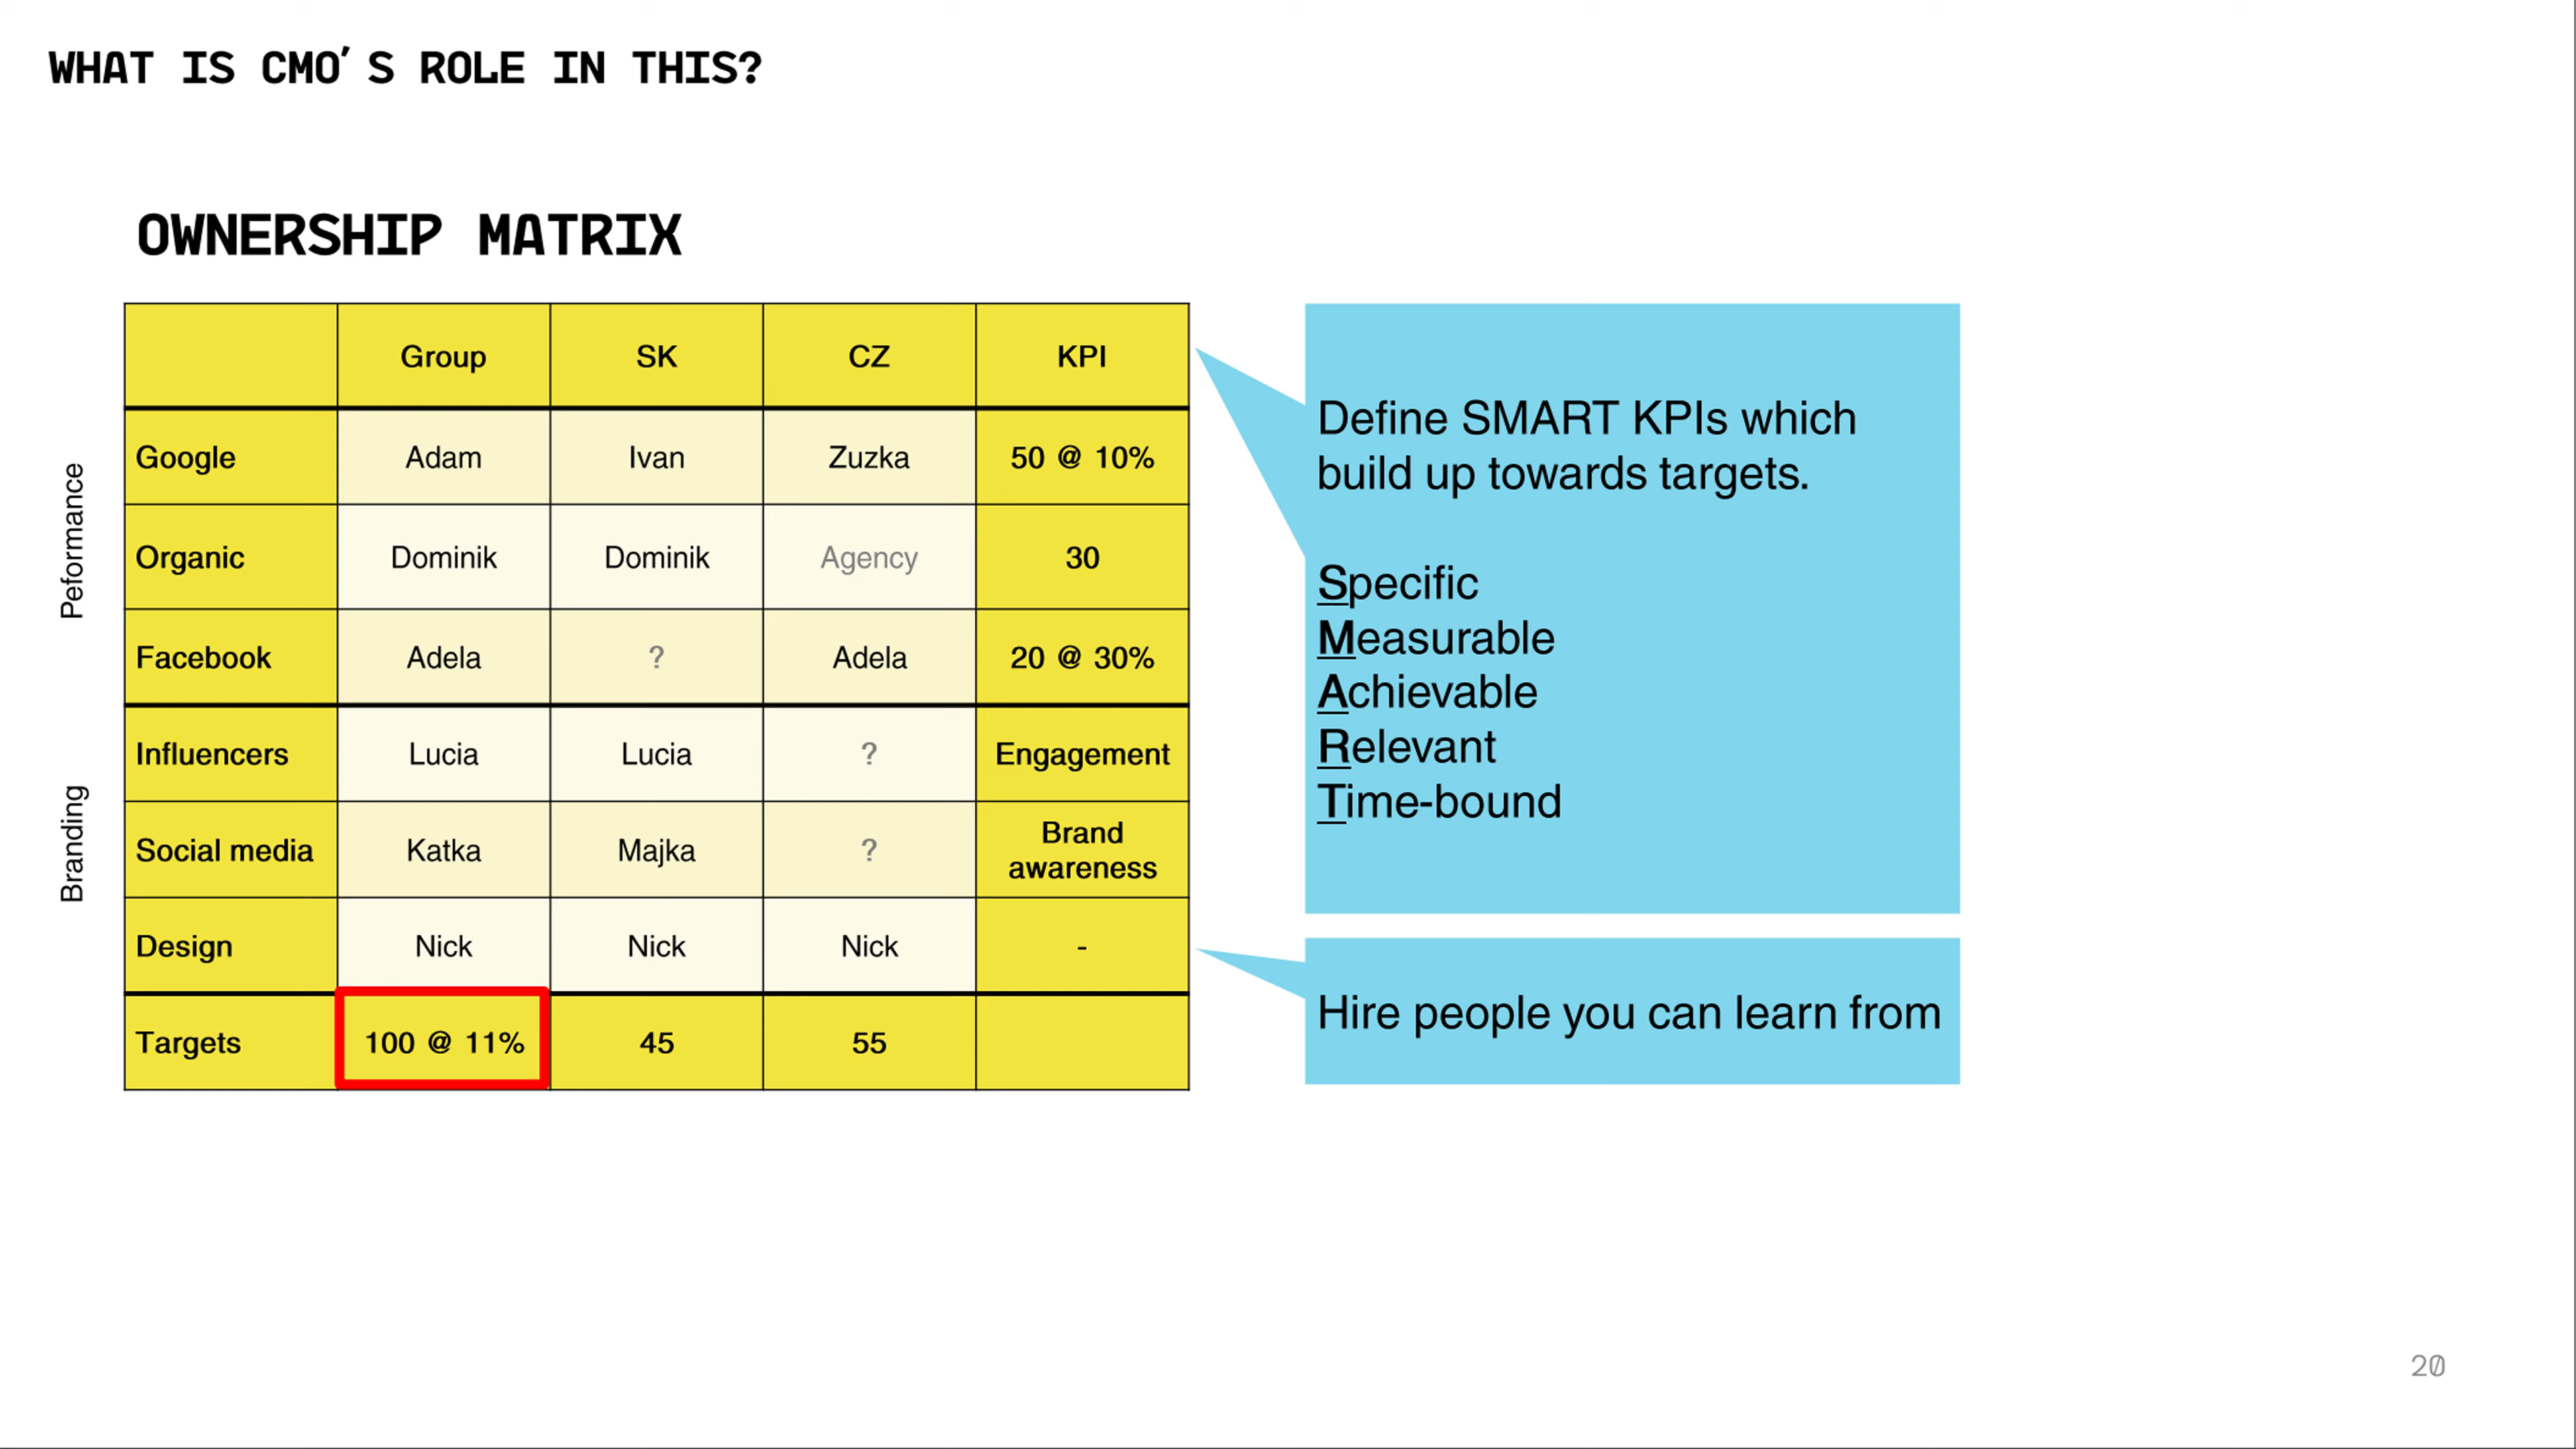 WHAT IS CMO'S ROLE IN THIS?
OWNERSHIP MATRIX
Group SK CZ KPI
Peformance
Google Adam Ivan Zuzka 50 @ 10%
Organic Dominik Dominik Agency 30
Facebook Adela ? Adela 20 @ 30%
Branding
Influencers Lucia Lucia ? Engagement
Social media Katka Majka ? Brand
awareness
Design Nick Nick Nick -
Targets 100 @ 11% 45 55
Define SMART KPIs which
build up towards targets.
Specific
Measurable
Achievable
Relevant
Time-bound
Hire people you can learn from
20